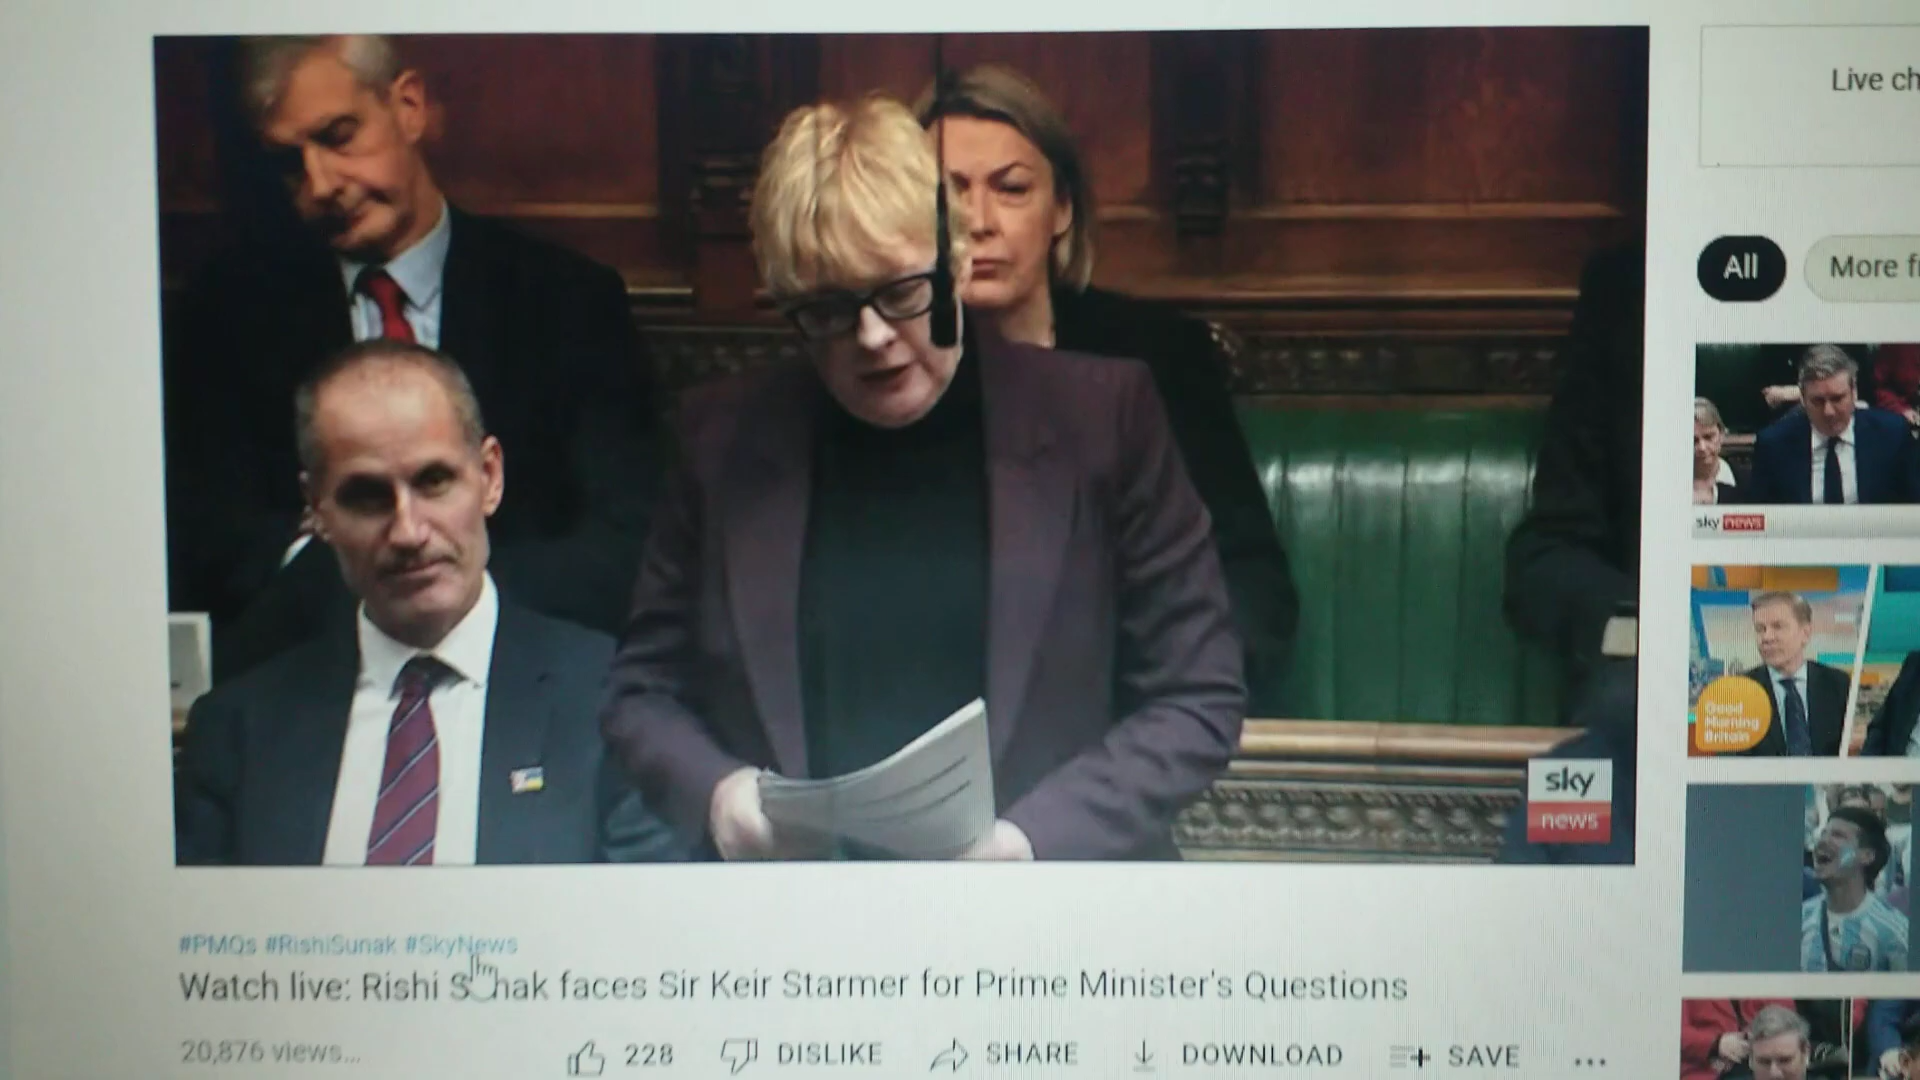 Live ch
All
More f
sky
news
sky news
Good
Morning
Britain
#PMQs #RishiSunak #SkyNews
Watch live: Rishi Sunak faces Sir Keir Starmer for Prime Minister's Questions
20,876 views...
228
DISLIKE
SHARE
DOWNLOAD
SAVE
...